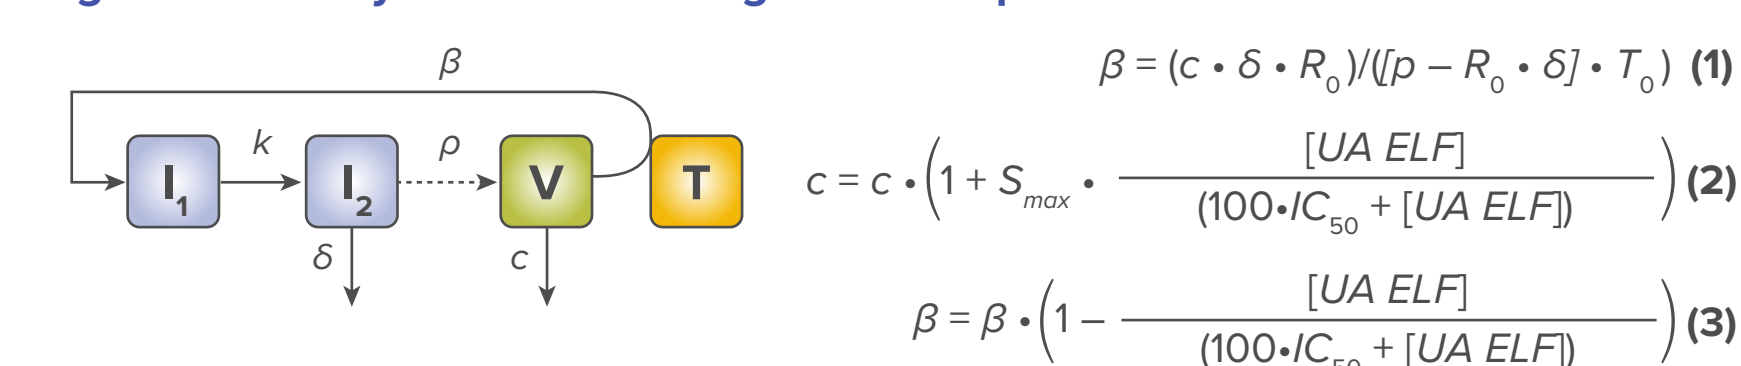 β
k
ρ
I₁
I₂
V
T
δ
c
β = (c • δ • R₀)/([p – R₀ • δ] • T₀) (1)
c = c • (1 + Sₘₐₓ • [UA ELF] / (100•IC₅₀ + [UA ELF])) (2)
β = β • (1 – [UA ELF] / (100•IC₅₀ + [UA ELF])) (3)